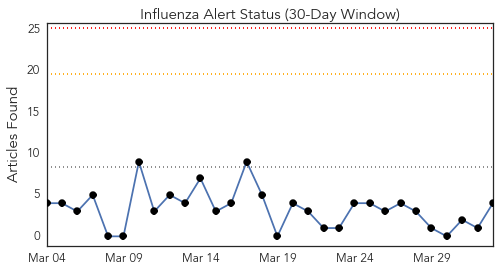 Influenza Alert Status (30-Day Window)
Articles Found
25
20
15
10
5
0
Mar 04
Mar 09
Mar 14
Mar 19
Mar 24
Mar 29